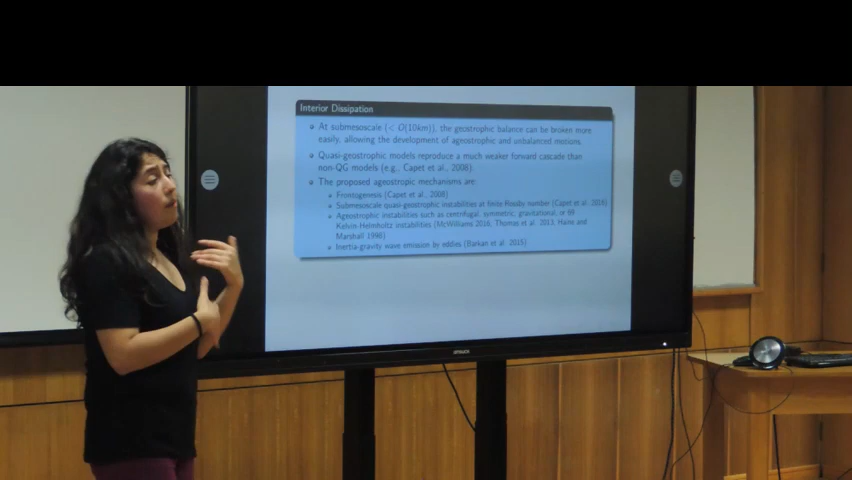 Interior Dissipation
At submesoscale (< O(10km)), the geostrophic balance can be broken more
easily, allowing the development of ageostrophic and unbalanced motions.
Quasi-geostrophic models reproduce a much weaker forward cascade than
non-QG models (e.g., Capet et al., 2008).
The proposed ageostropic mechanisms are:
Frontogenesis (Capet et al., 2008)
Submesoscale quasi-geostrophic instabilities at finite Rossby number (Capet et al. 2016)
Ageostrophic instabilities such as centrifugal, symmetric, gravitational, or
Kelvin-Helmholtz instabilities (McWilliams 2016, Thomas et al. 2013, Haine and
Marshall 1998)
Inertia-gravity wave emission by eddies (Barkan et al. 2015)